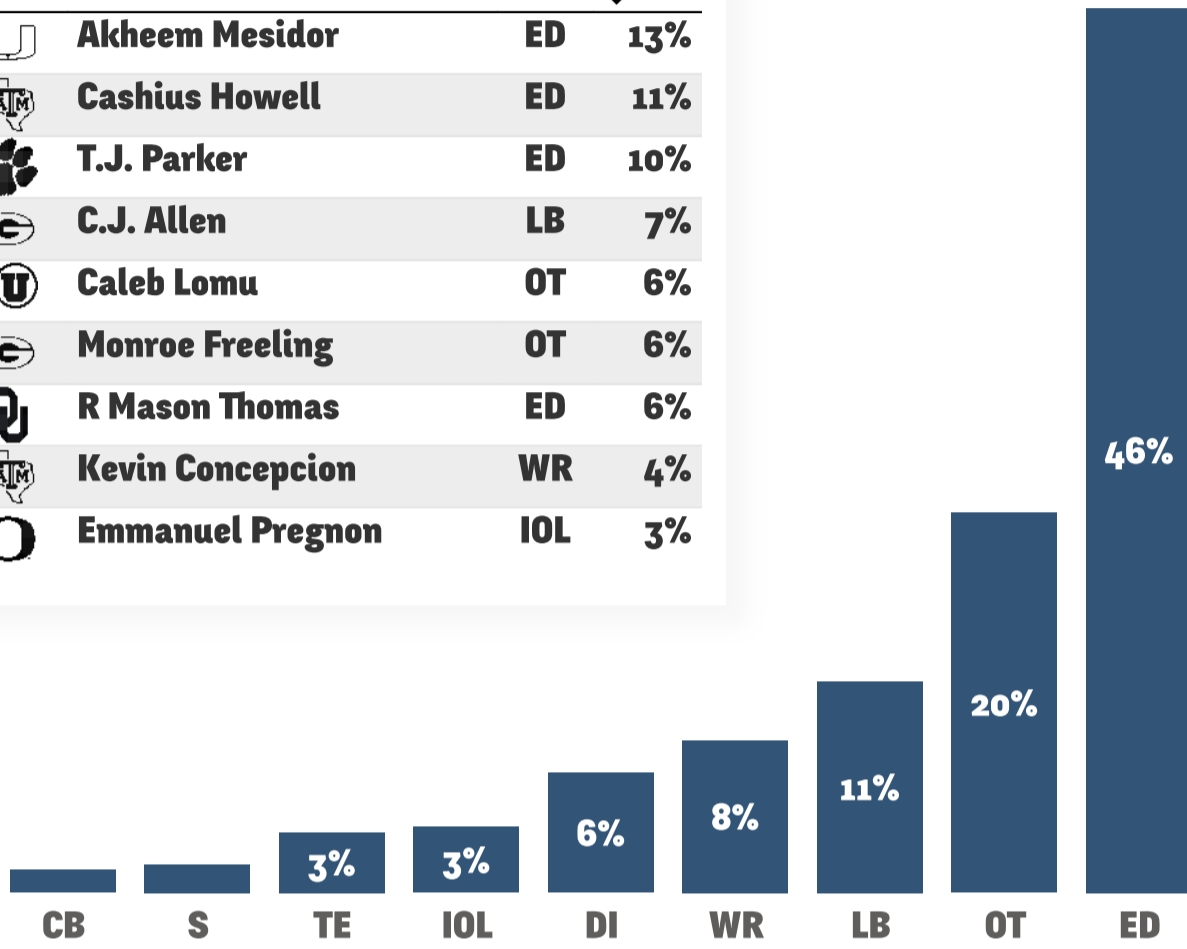 Akheem Mesidor ED 13%
Cashius Howell ED 11%
T.J. Parker ED 10%
C.J. Allen LB 7%
Caleb Lomu OT 6%
Monroe Freeling OT 6%
R Mason Thomas ED 6%
Kevin Concepcion WR 4%
Emmanuel Pregnon IOL 3%
46%
20%
11%
8%
6%
3%
3%
CB S TE IOL DI WR LB OT ED